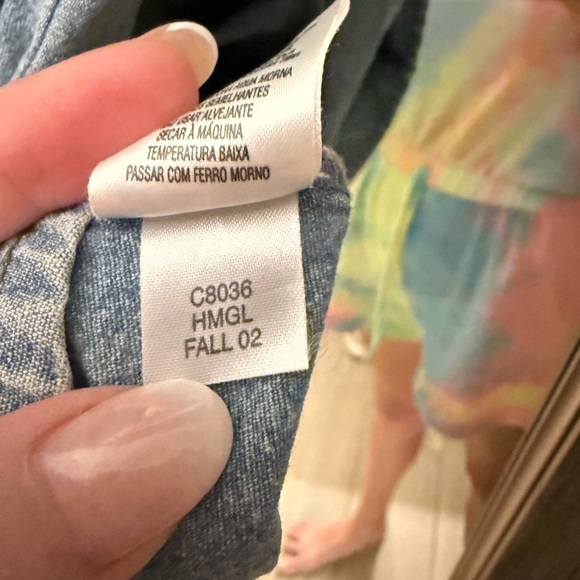 MORNA
SEMELHANTES
USAR ALVEJANTE
SECAR À MÁQUINA
TEMPERATURA BAIXA
PASSAR COM FERRO MORNO
C8036
HMGL
FALL 02